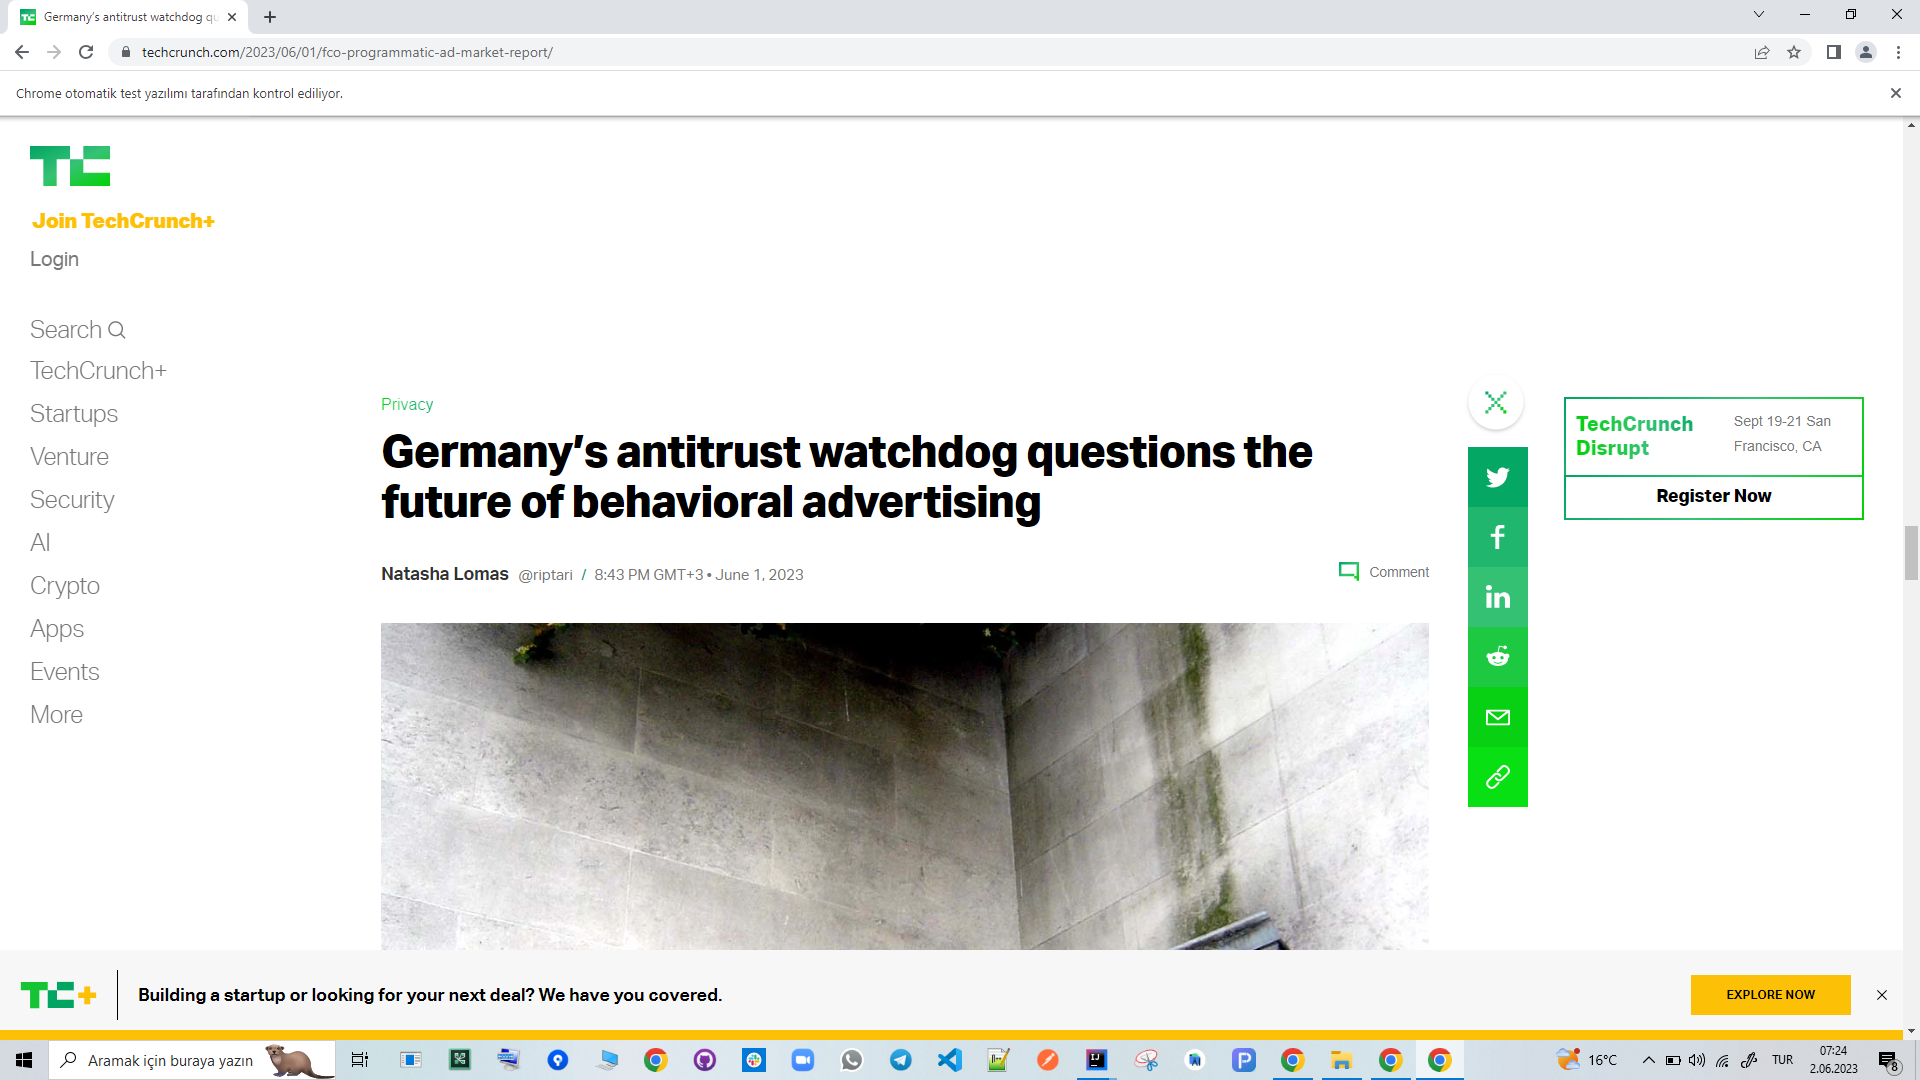 Germany's antitrust watchdog qu
techcrunch.com/2023/06/01/fco-programmatic-ad-market-report/
Chrome otomatik test yazılımı tarafından kontrol ediliyor.
TC
Join TechCrunch+
Login
Search
TechCrunch+
Startups
Venture
Security
AI
Crypto
Apps
Events
More
Privacy
Germany’s antitrust watchdog questions the
future of behavioral advertising
Natasha Lomas @riptari / 8:43 PM GMT+3 • June 1, 2023
Comment
TechCrunch
Disrupt
Sept 19-21 San
Francisco, CA
Register Now
TC+
Building a startup or looking for your next deal? We have you covered.
EXPLORE NOW
Aramak için buraya yazın
16°C
TUR
07:24
2.06.2023
8